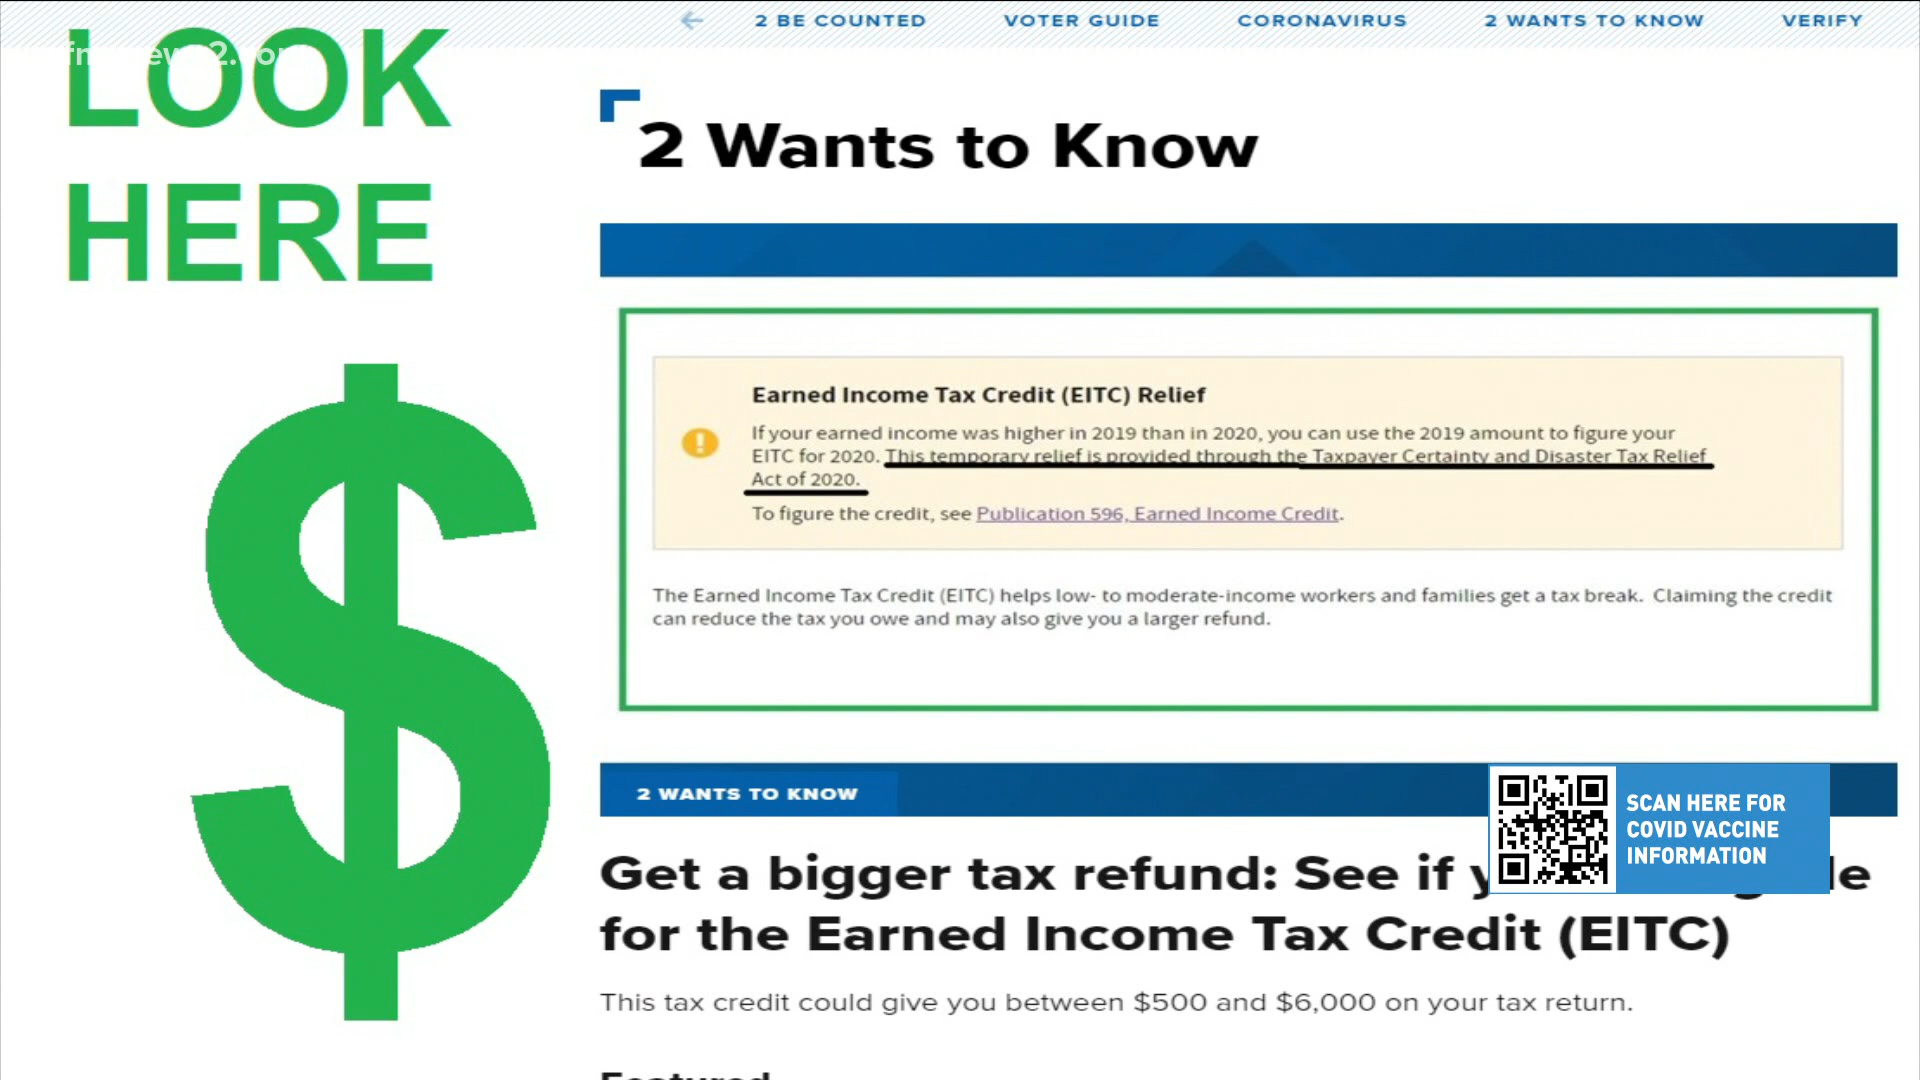 2 BE COUNTED VOTER GUIDE CORONAVIRUS 2 WANTS TO KNOW VERIFY
LOOK
HERE
2 Wants to Know
Earned Income Tax Credit (EITC) Relief
If your earned income was higher in 2019 than in 2020, you can use the 2019 amount to figure your
EITC for 2020. This temporary relief is provided through the Taxpayer Certainty and Disaster Tax Relief
Act of 2020.
To figure the credit, see Publication 596, Earned Income Credit.
The Earned Income Tax Credit (EITC) helps low- to moderate-income workers and families get a tax break. Claiming the credit
can reduce the tax you owe and may also give you a larger refund.
$
2 WANTS TO KNOW
SCAN HERE FOR
COVID VACCINE
INFORMATION
Get a bigger tax refund: See if
for the Earned Income Tax Credit (EITC)
This tax credit could give you between $500 and $6,000 on your tax return.